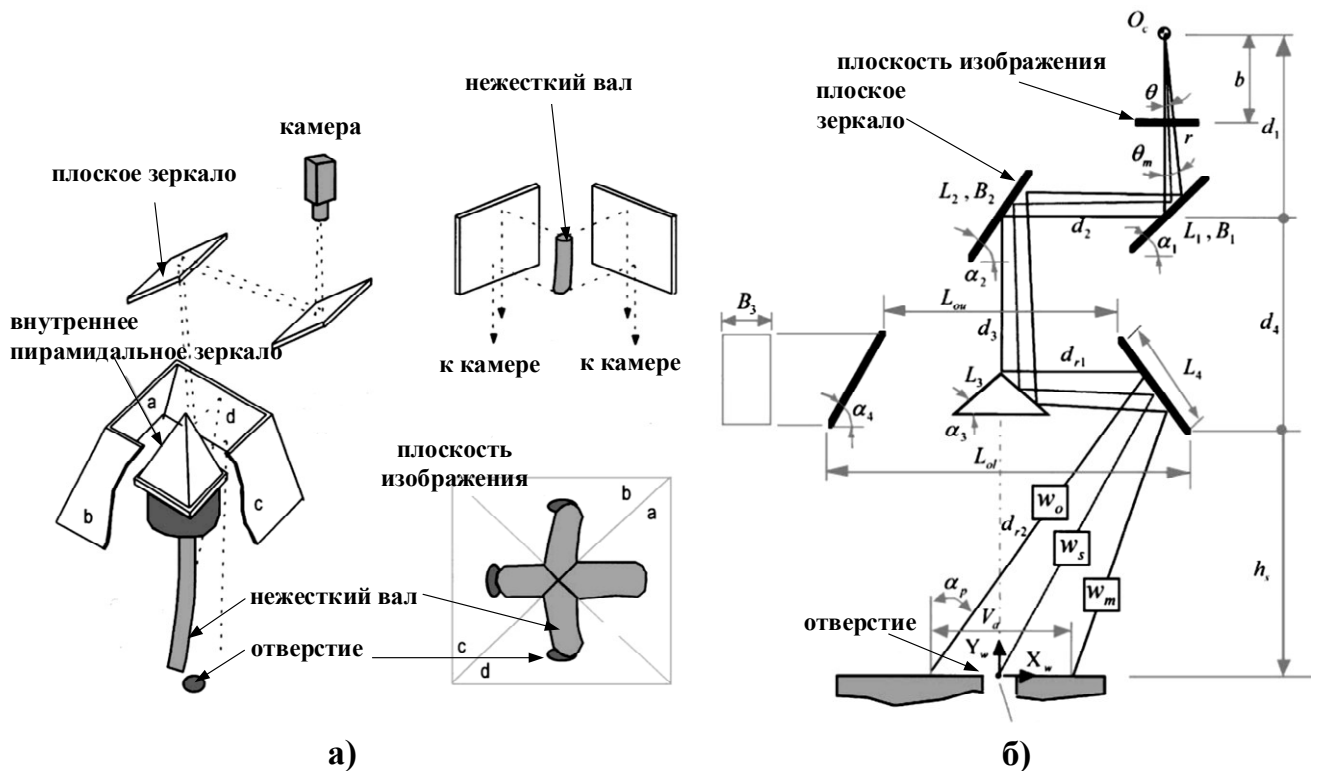 камера
плоское зеркало
внутреннее
пирамидальное зеркало
a
d
b
c
нежесткий вал
отверстие
нежесткий вал
к камере
к камере
плоскость
изображения
b
a
c
d
а)
O_c
плоскость изображения
плоское
зеркало
θ
b
d_1
r
θ_m
L_2 , B_2
d_2
L_1 , B_1
α_1
α_2
B_3
L_ou
d_3
d_4
d_r1
L_3
L_4
α_4
α_3
L_ol
w_o
d_r2
w_s
h_s
w_m
α_p
V_d
отверстие
Y_w
X_w
б)